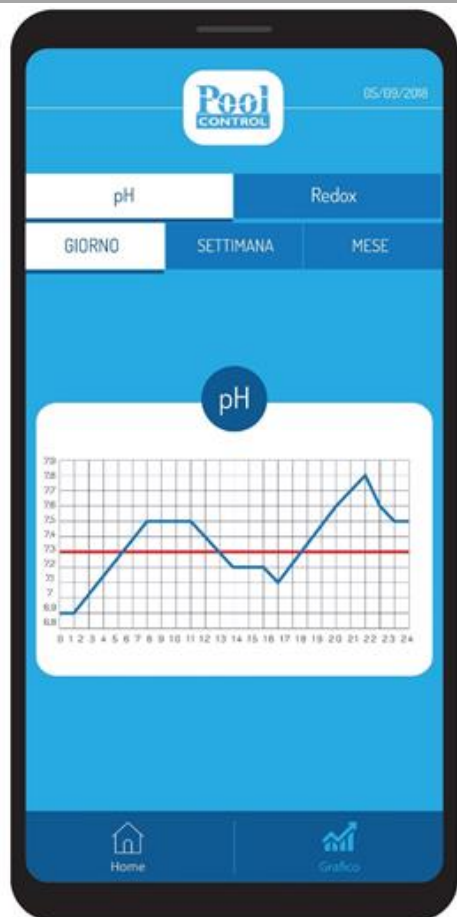 Pool
CONTROL
05/09/2018
pH Redox
GIORNO SETTIMANA MESE
pH
7.9
7.8
7.7
7.6
7.5
7.4
7.3
7.2
7.1
7
6.9
6.8
0 1 2 3 4 5 6 7 8 9 10 11 12 13 14 15 16 17 18 19 20 21 22 23 24
Home Grafico